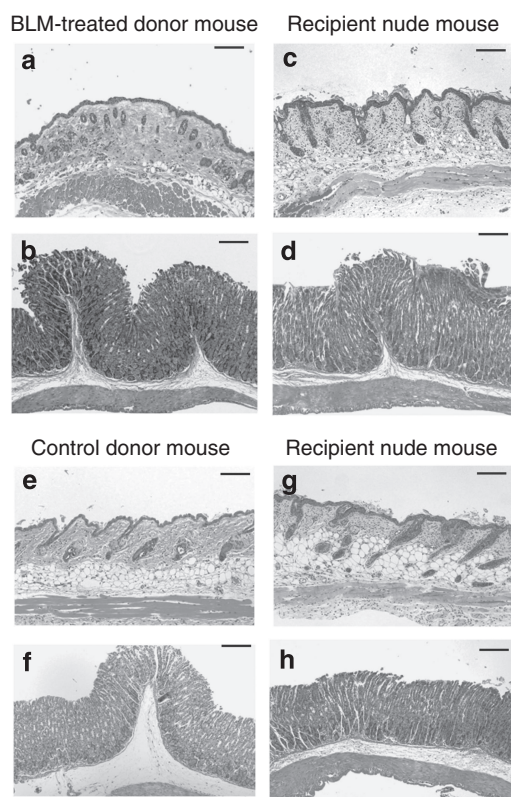 BLM-treated donor mouse
Recipient nude mouse
a
c
b
d
Control donor mouse
Recipient nude mouse
e
g
f
h